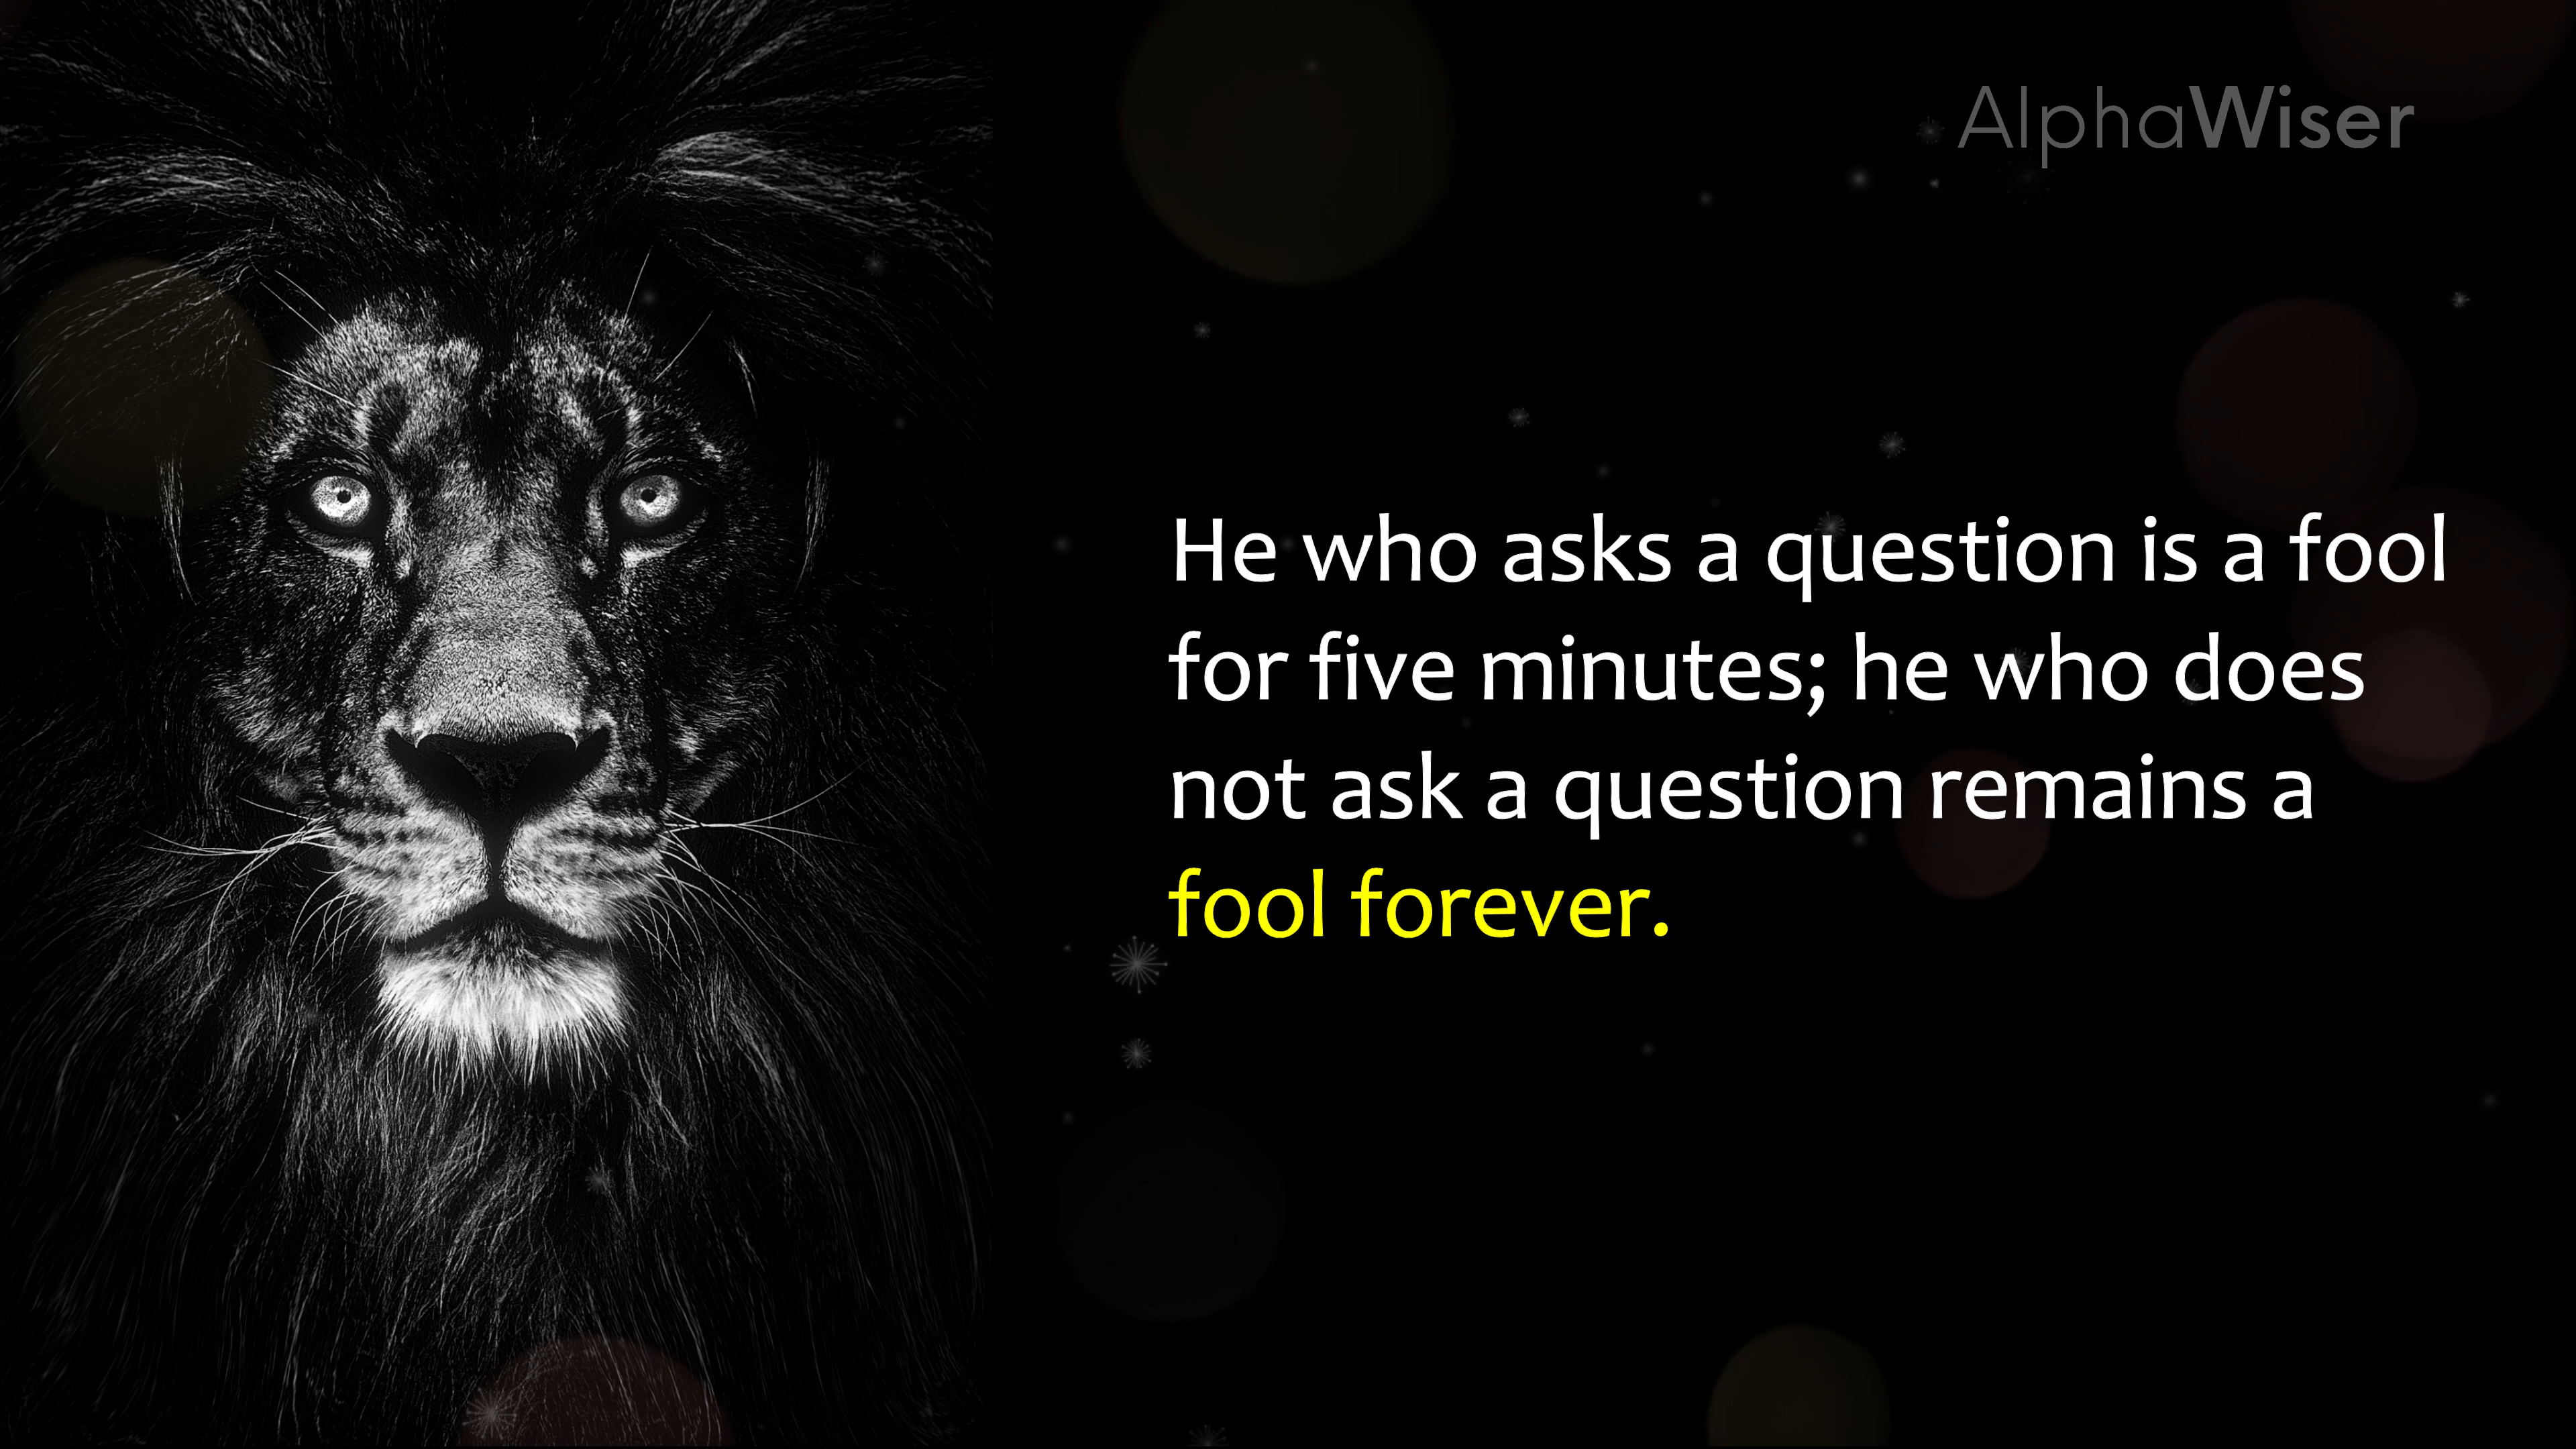 AlphaWiser
He who asks a question is a fool
for five minutes; he who does
not ask a question remains a
fool forever.